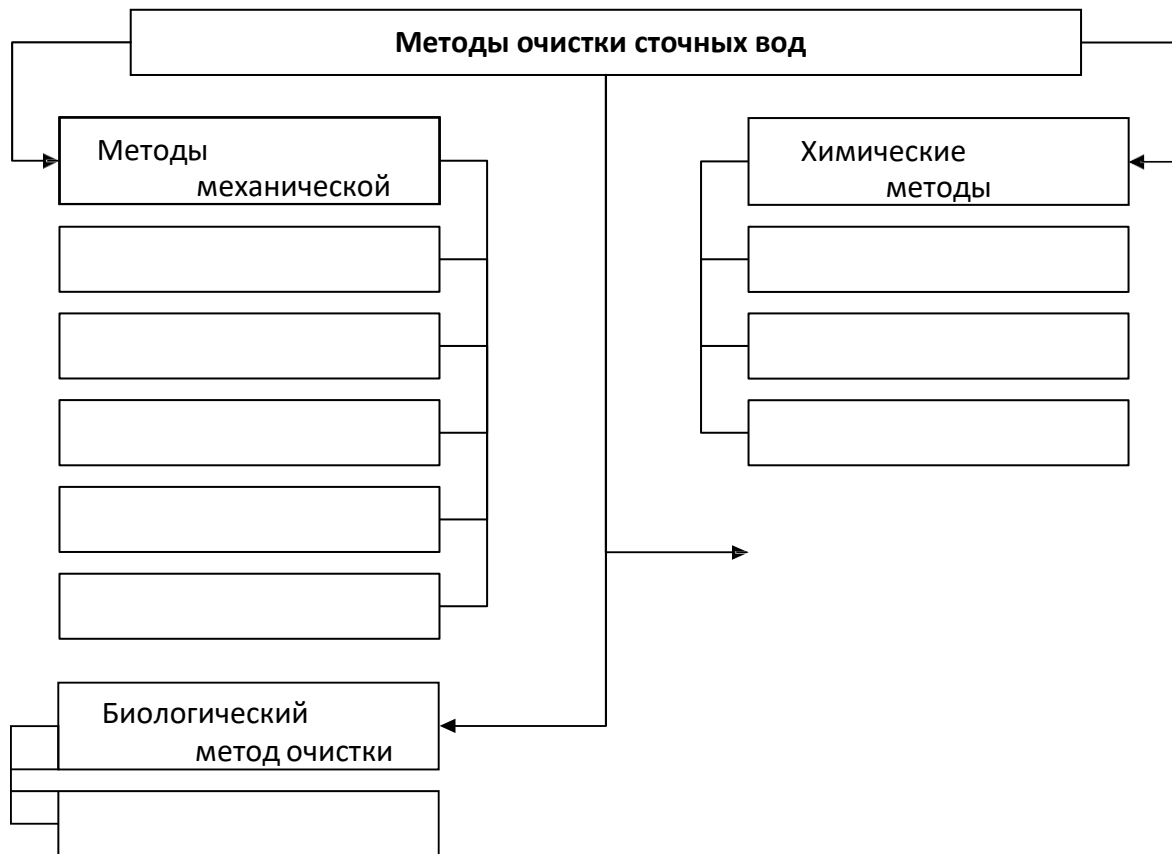 Методы очистки сточных вод
Методы
механической
Химические
методы
Биологический
метод очистки